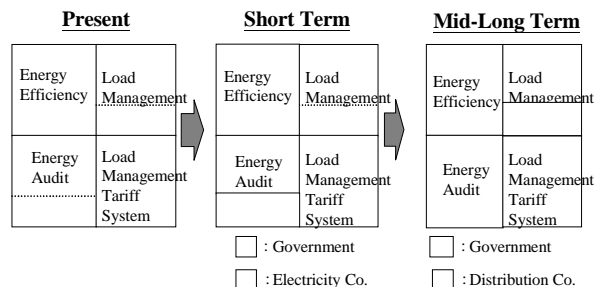 Present
Short Term
Mid-Long Term
Energy
Efficiency
Load
Management
Energy
Audit
Load
Management
Tariff
System
Energy
Efficiency
Load
Management
Energy
Audit
Load
Management
Tariff
System
Energy
Efficiency
Load
Management
Energy
Audit
Load
Management
Tariff
System
: Government
: Electricity Co.
: Government
: Distribution Co.